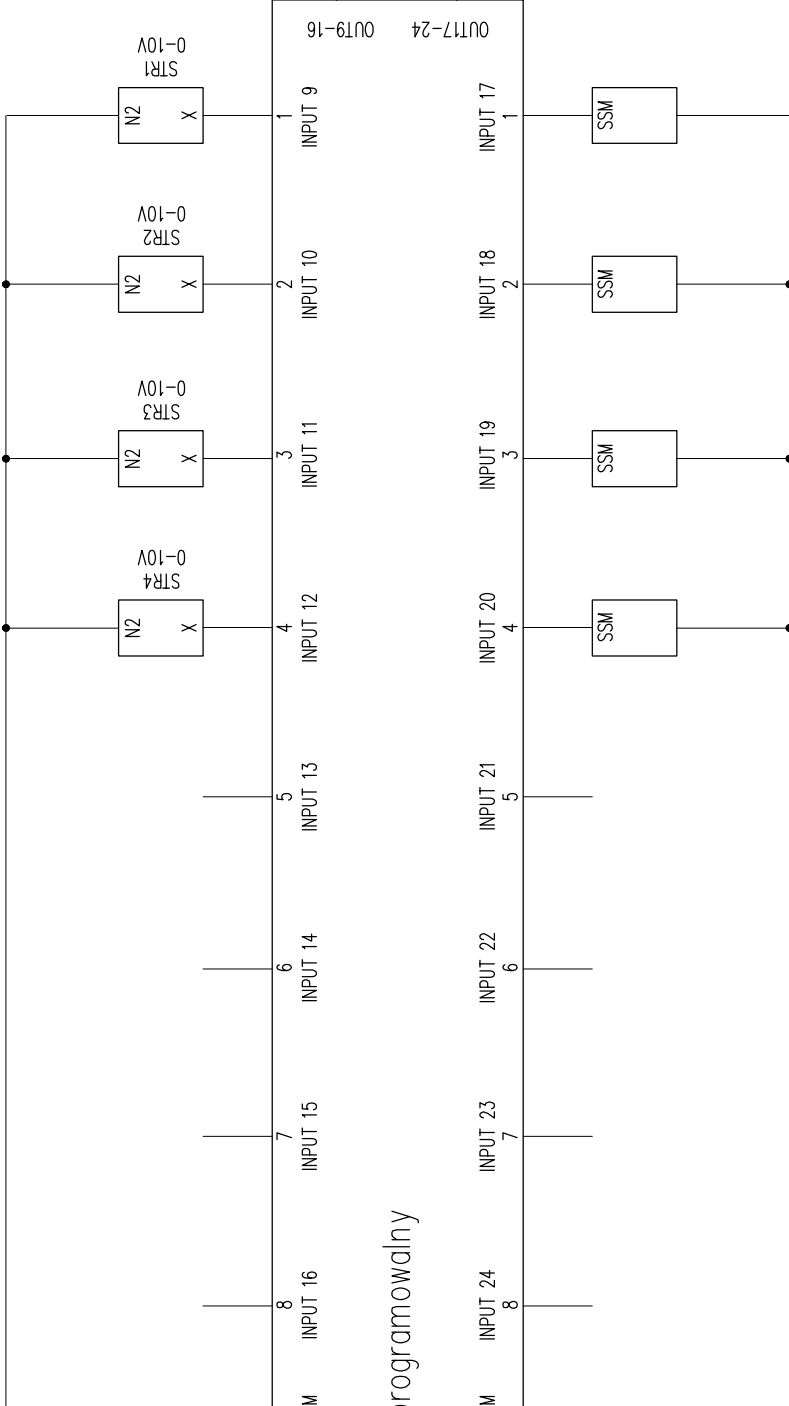 OUT9-16
OUT17-24
STR1
0-10V
N2
X
1
INPUT 9
INPUT 17
1
SSM
STR2
0-10V
N2
X
2
INPUT 10
INPUT 18
2
SSM
STR3
0-10V
N2
X
3
INPUT 11
INPUT 19
3
SSM
STR4
0-10V
N2
X
4
INPUT 12
INPUT 20
4
SSM
5
INPUT 13
INPUT 21
5
6
INPUT 14
INPUT 22
6
7
INPUT 15
INPUT 23
7
8
INPUT 16
programowalny
INPUT 24
8
M
M